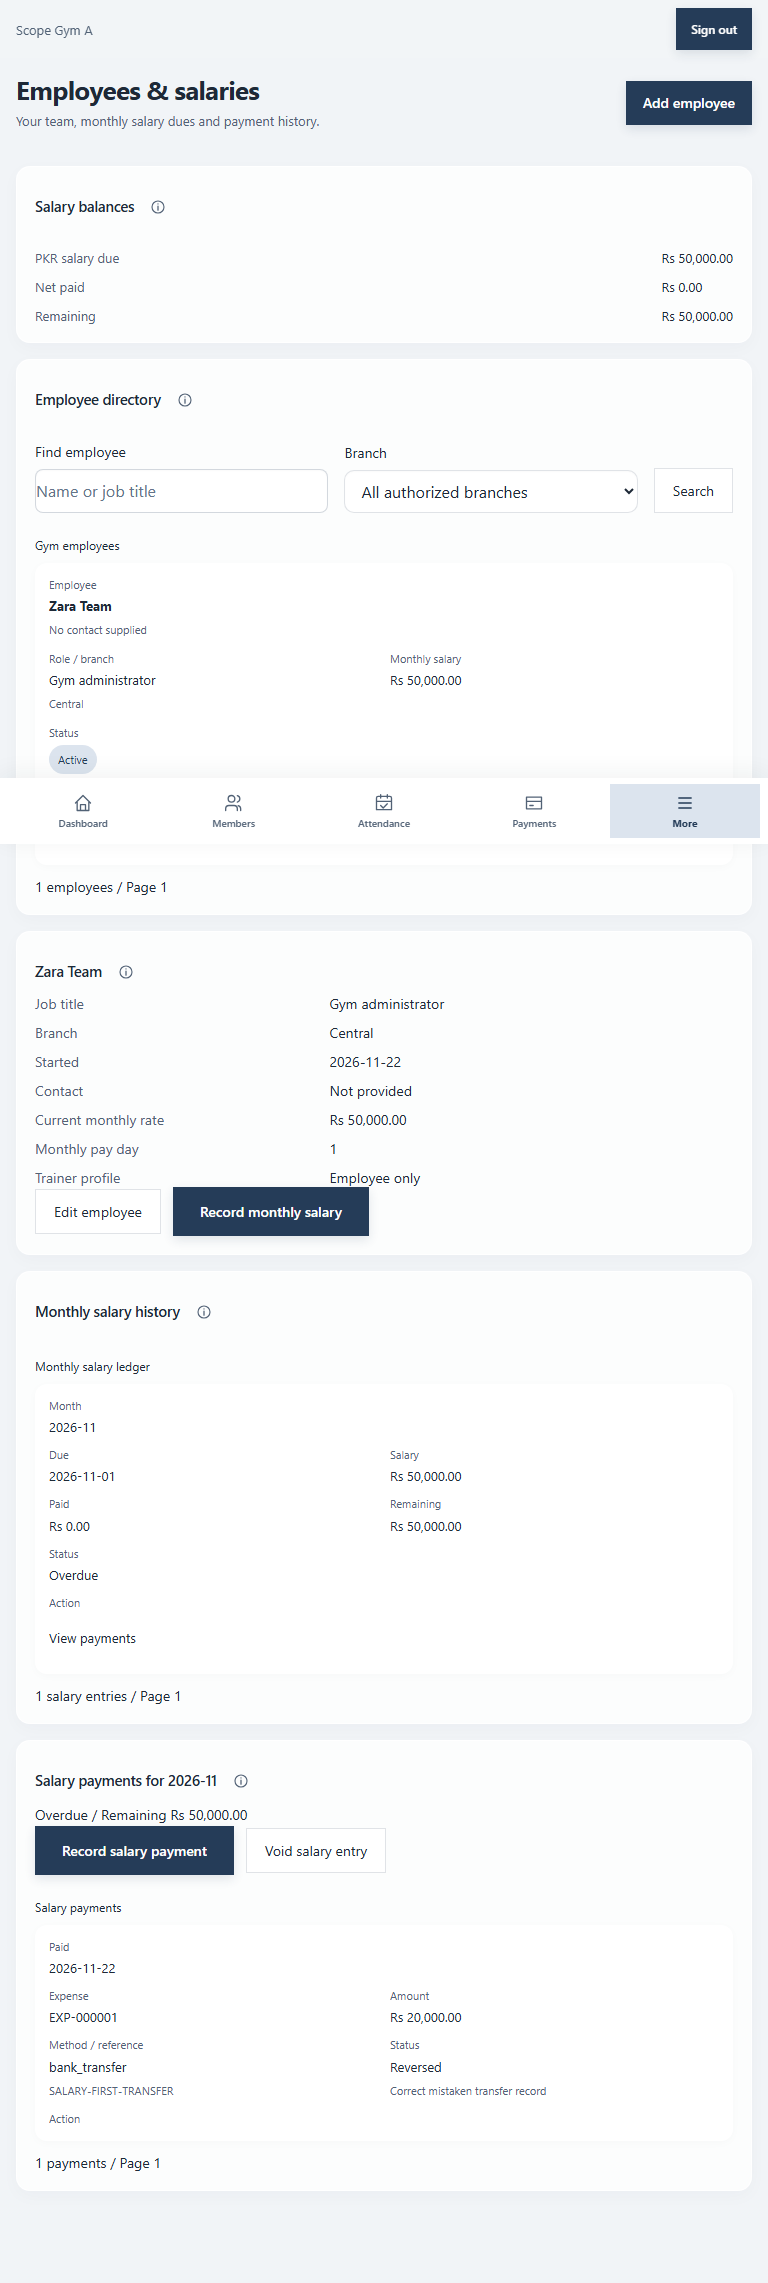 Scope Gym A
Sign out
Employees & salaries
Add employee
Your team, monthly salary dues and payment history.
Salary balances
PKR salary due Rs 50,000.00
Net paid Rs 0.00
Remaining Rs 50,000.00
Employee directory
Find employee Branch
Name or job title All authorized branches Search
Gym employees
Employee
Zara Team
No contact supplied
Role / branch Monthly salary
Gym administrator Rs 50,000.00
Central
Status
Active
Dashboard Members Attendance Payments More
1 employees / Page 1
Zara Team
Job title Gym administrator
Branch Central
Started 2026-11-22
Contact Not provided
Current monthly rate Rs 50,000.00
Monthly pay day 1
Trainer profile Employee only
Edit employee Record monthly salary
Monthly salary history
Monthly salary ledger
Month
2026-11
Due Salary
2026-11-01 Rs 50,000.00
Paid Remaining
Rs 0.00 Rs 50,000.00
Status
Overdue
Action
View payments
1 salary entries / Page 1
Salary payments for 2026-11
Overdue / Remaining Rs 50,000.00
Record salary payment Void salary entry
Salary payments
Paid
2026-11-22
Expense Amount
EXP-000001 Rs 20,000.00
Method / reference Status
bank_transfer Reversed
SALARY-FIRST-TRANSFER Correct mistaken transfer record
Action
1 payments / Page 1